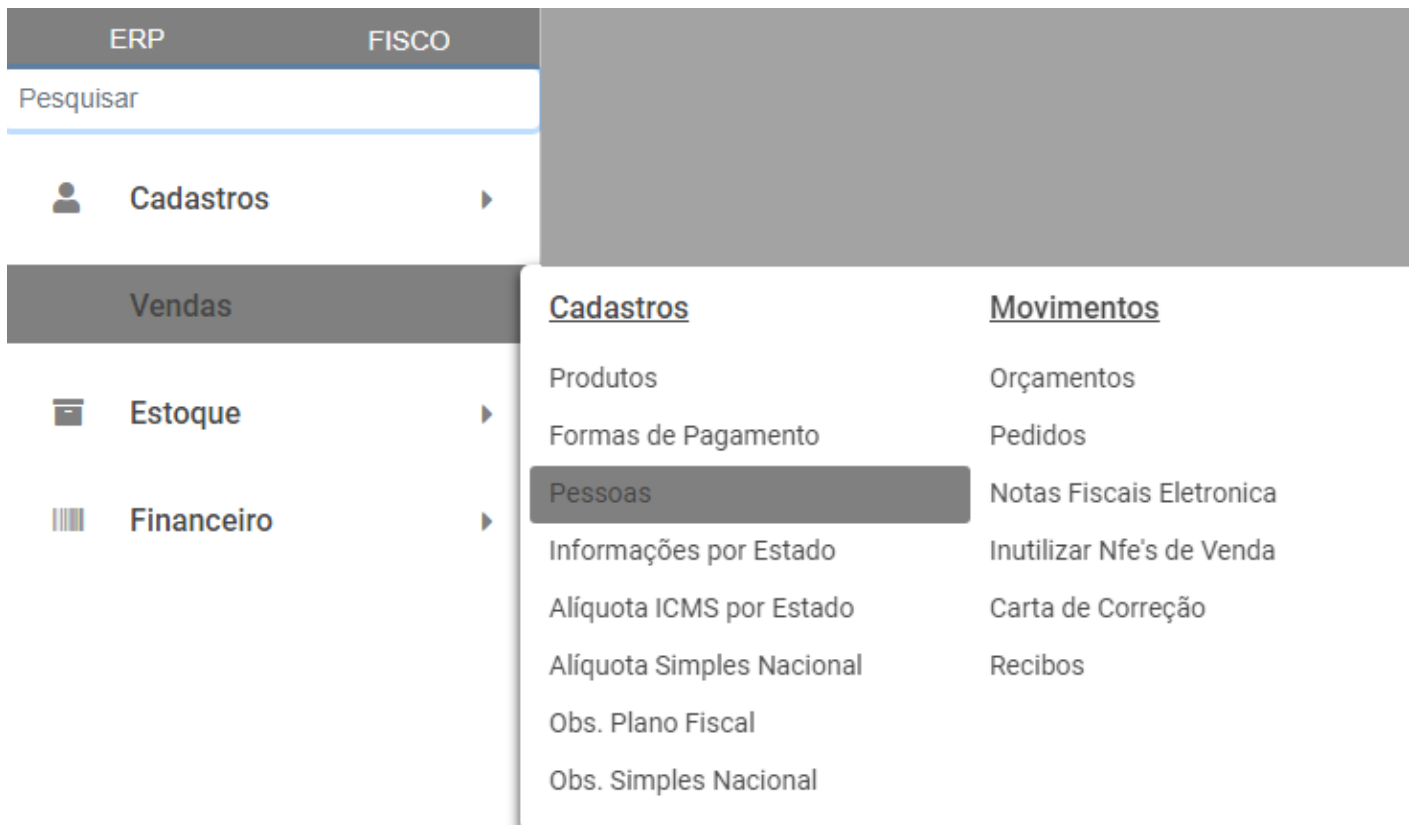 ERP FISCO
Pesquisar
Cadastros
Vendas
Estoque
Financeiro
Cadastros
Produtos
Formas de Pagamento
Pessoas
Informações por Estado
Alíquota ICMS por Estado
Alíquota Simples Nacional
Obs. Plano Fiscal
Obs. Simples Nacional
Movimentos
Orçamentos
Pedidos
Notas Fiscais Eletronica
Inutilizar Nfe's de Venda
Carta de Correção
Recibos